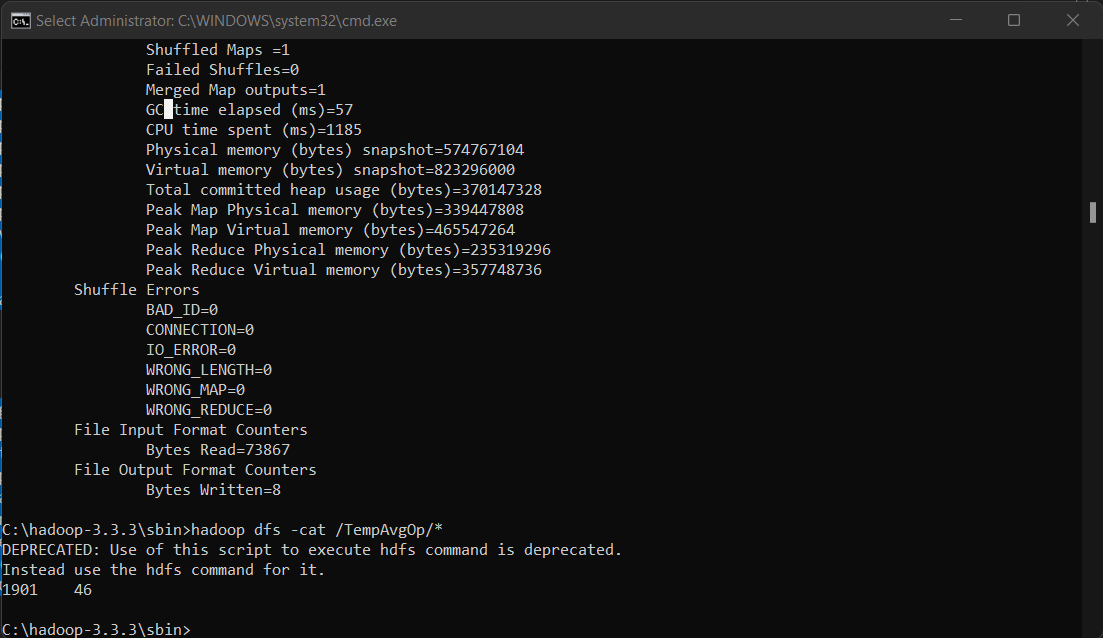 Select Administrator: C:\WINDOWS\system32\cmd.exe
Shuffled Maps =1
Failed Shuffles=0
Merged Map outputs=1
GC time elapsed (ms)=57
CPU time spent (ms)=1185
Physical memory (bytes) snapshot=574767104
Virtual memory (bytes) snapshot=823296000
Total committed heap usage (bytes)=370147328
Peak Map Physical memory (bytes)=339447808
Peak Map Virtual memory (bytes)=465547264
Peak Reduce Physical memory (bytes)=235319296
Peak Reduce Virtual memory (bytes)=357748736
Shuffle Errors
BAD_ID=0
CONNECTION=0
IO_ERROR=0
WRONG_LENGTH=0
WRONG_MAP=0
WRONG_REDUCE=0
File Input Format Counters
Bytes Read=73867
File Output Format Counters
Bytes Written=8
C:\hadoop-3.3.3\sbin>hadoop dfs -cat /TempAvgOp/*
DEPRECATED: Use of this script to execute hdfs command is deprecated.
Instead use the hdfs command for it.
1901    46
C:\hadoop-3.3.3\sbin>